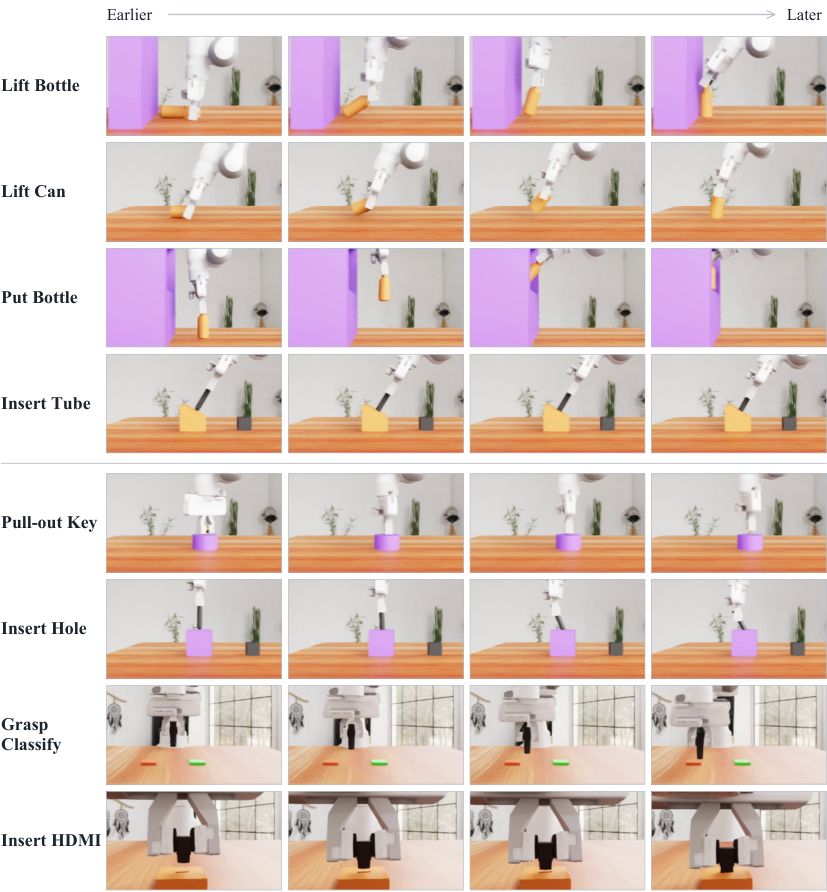 Earlier
Later
Lift Bottle
Lift Can
Put Bottle
Insert Tube
Pull-out Key
Insert Hole
Grasp
Classify
Insert HDMI